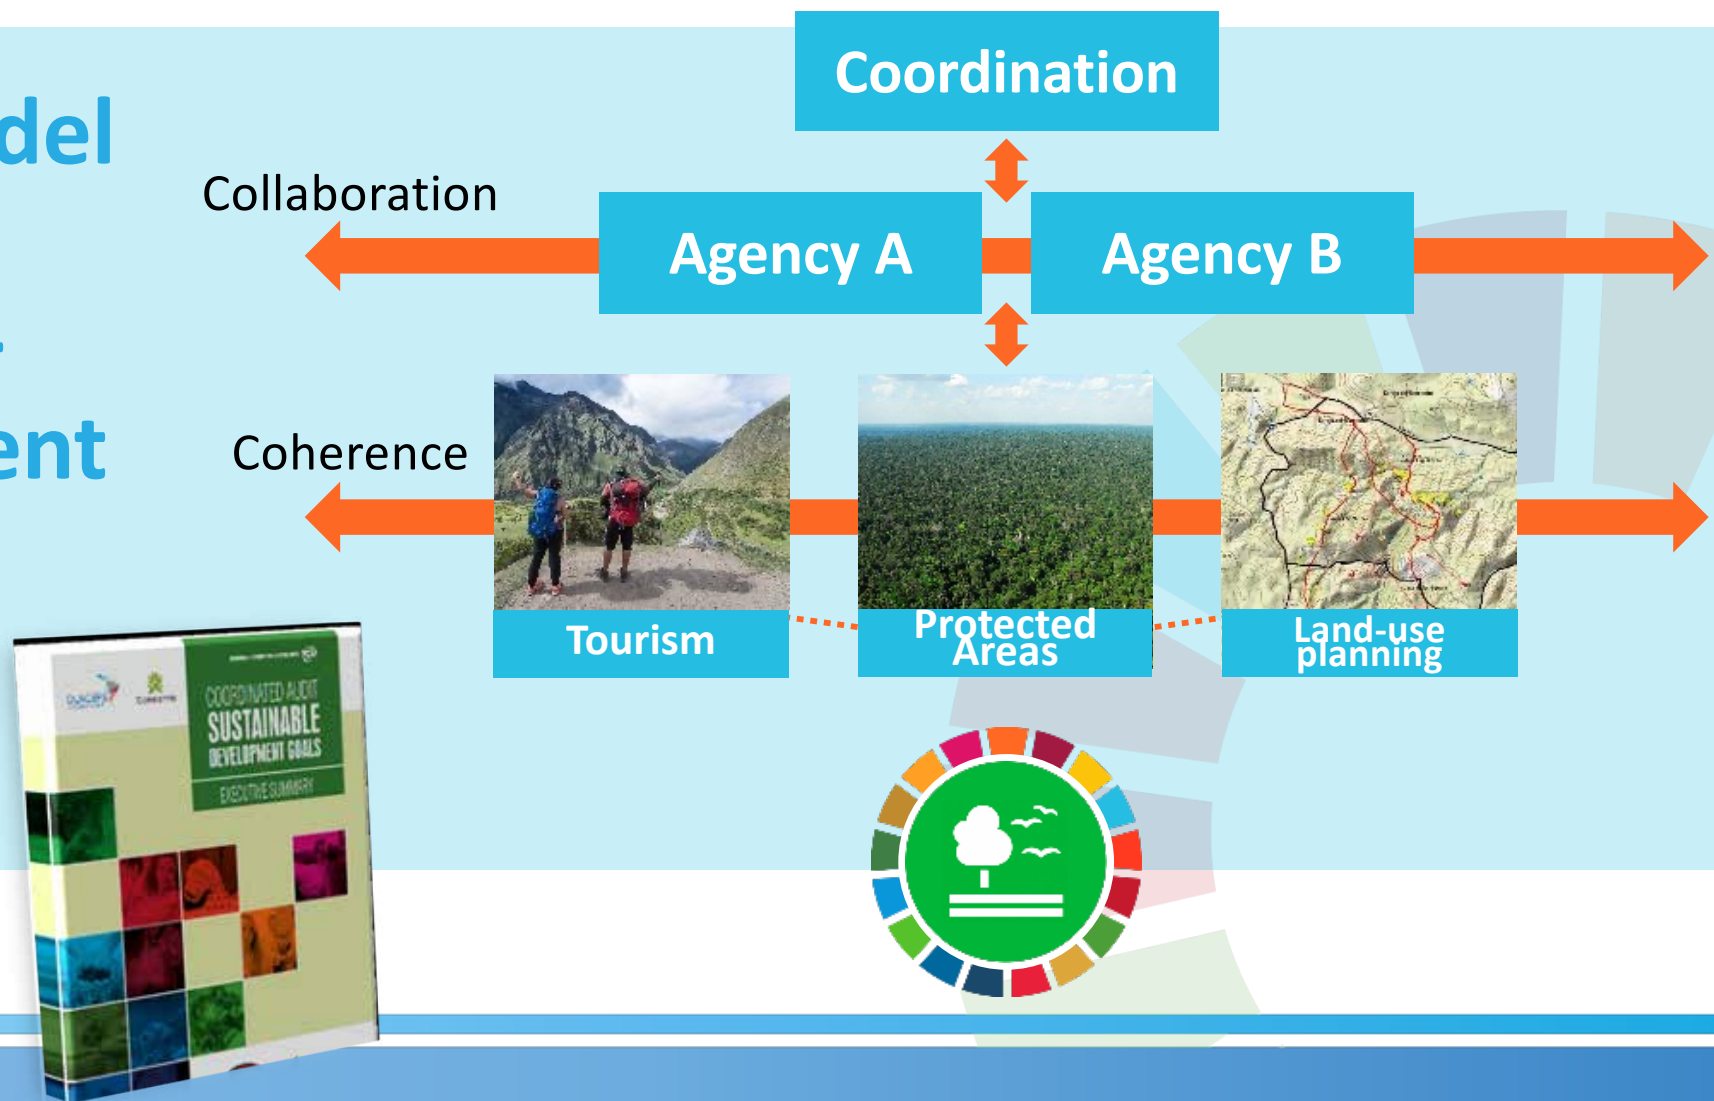 Coordination
del
Collaboration
Agency A
Agency B
ent
Coherence
Tourism
Protected
Areas
Land-use
planning
COORDINATED AUDIT
SUSTAINABLE
DEVELOPMENT GOALS
EXECUTIVE SUMMARY